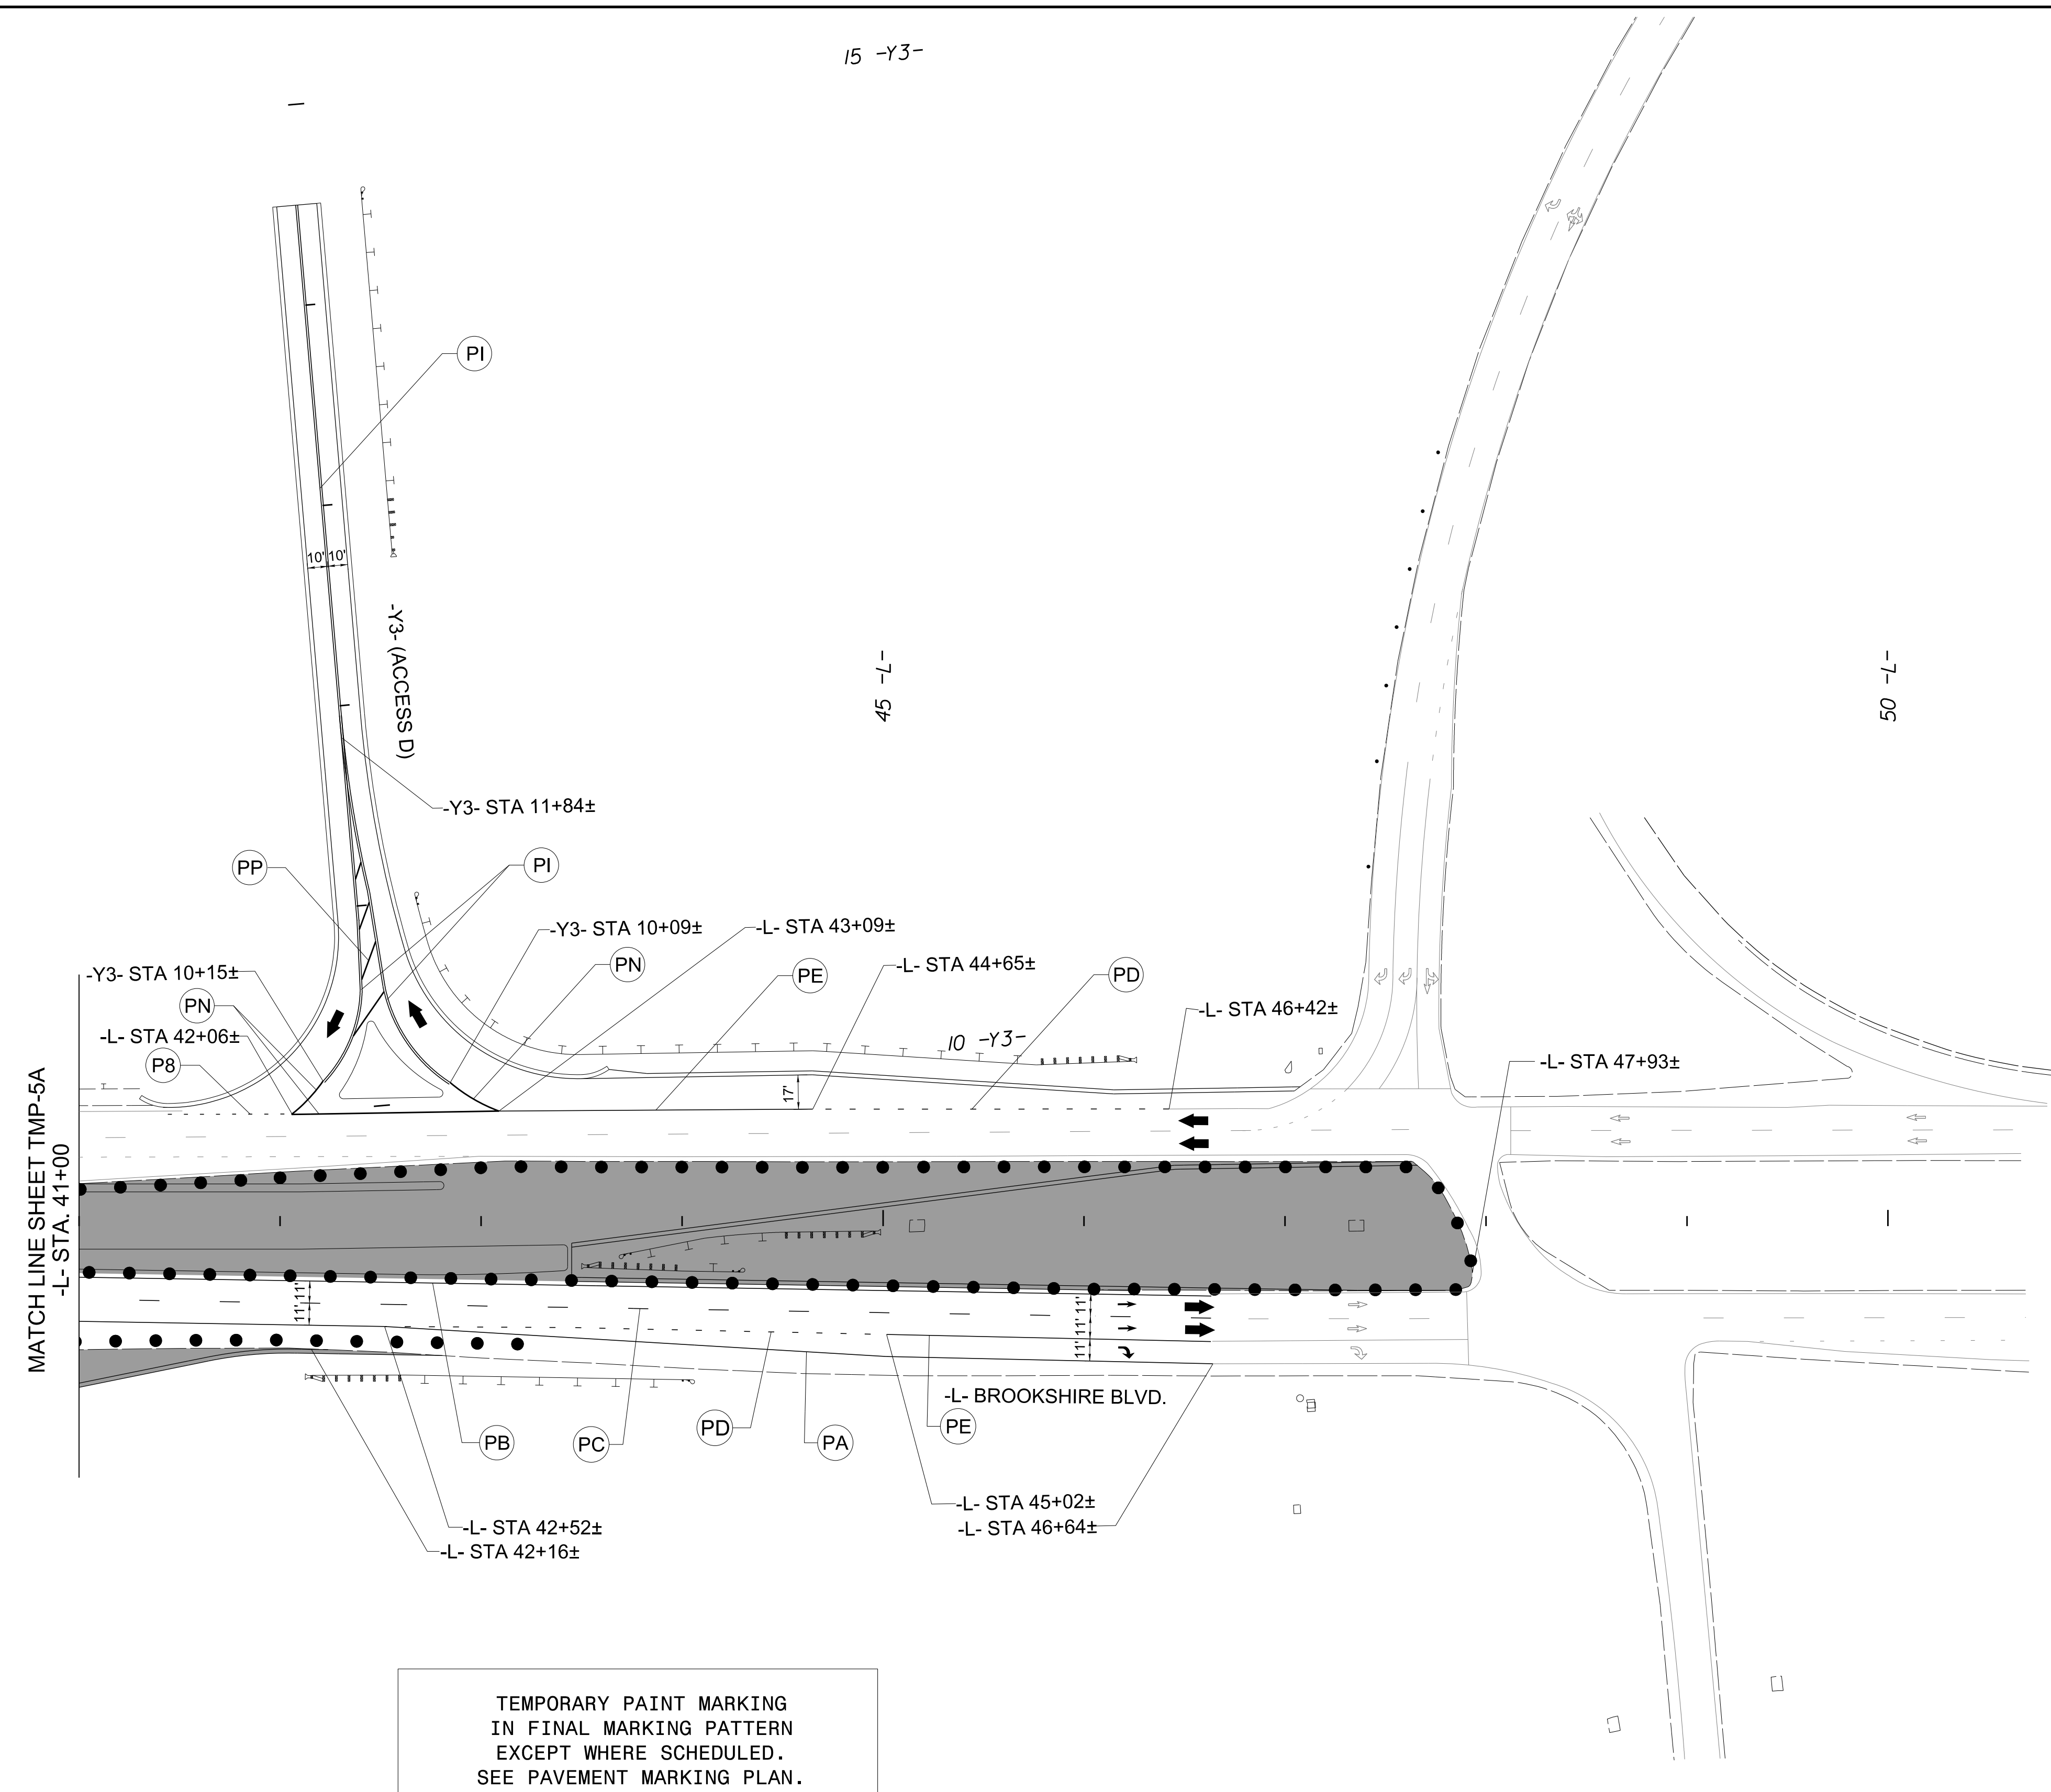 15 -Y3-
PI
10' 10'
-Y3- (ACCESS D)
45 -L-
50 -L-
-Y3- STA 11+84±
PP
PI
-Y3- STA 10+09±
-L- STA 43+09±
PN
-L- STA 44+65±
PE
PD
-Y3- STA 10+15±
PN
-L- STA 42+06±
P8
-L- STA 46+42±
10 -Y3-
-L- STA 47+93±
17'
MATCH LINE SHEET TMP-5A
-L- STA. 41+00
11' 11'
11' 11' 11'
-L- BROOKSHIRE BLVD.
PB
PC
PD
PA
PE
-L- STA 45+02±
-L- STA 46+64±
-L- STA 42+52±
-L- STA 42+16±
TEMPORARY PAINT MARKING
IN FINAL MARKING PATTERN
EXCEPT WHERE SCHEDULED.
SEE PAVEMENT MARKING PLAN.